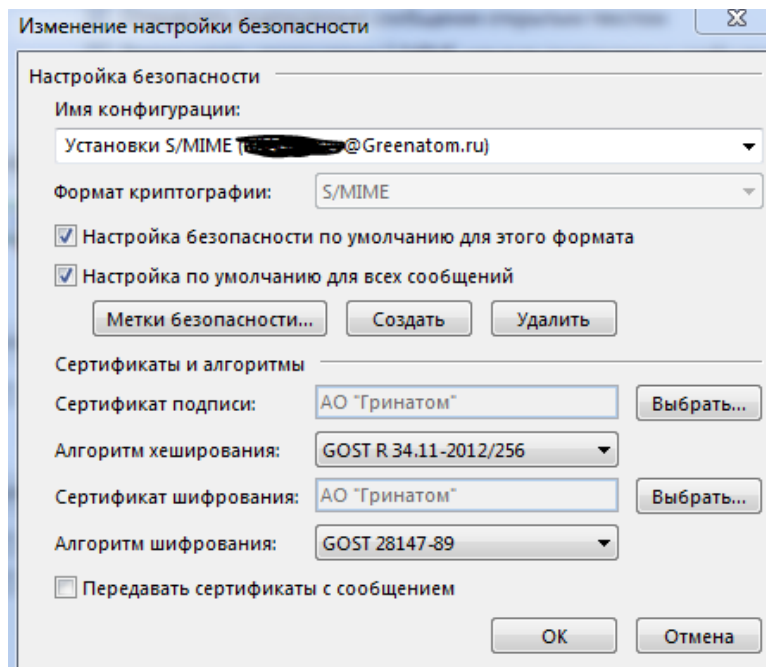 Изменение настройки безопасности
Настройка безопасности
Имя конфигурации:
Установки S/MIME ( @Greenatom.ru)
Формат криптографии: S/MIME
Настройка безопасности по умолчанию для этого формата
Настройка по умолчанию для всех сообщений
Метки безопасности... Создать Удалить
Сертификаты и алгоритмы
Сертификат подписи: АО "Гринатом" Выбрать...
Алгоритм хеширования: GOST R 34.11-2012/256
Сертификат шифрования: АО "Гринатом" Выбрать...
Алгоритм шифрования: GOST 28147-89
Передавать сертификаты с сообщением
ОК Отмена